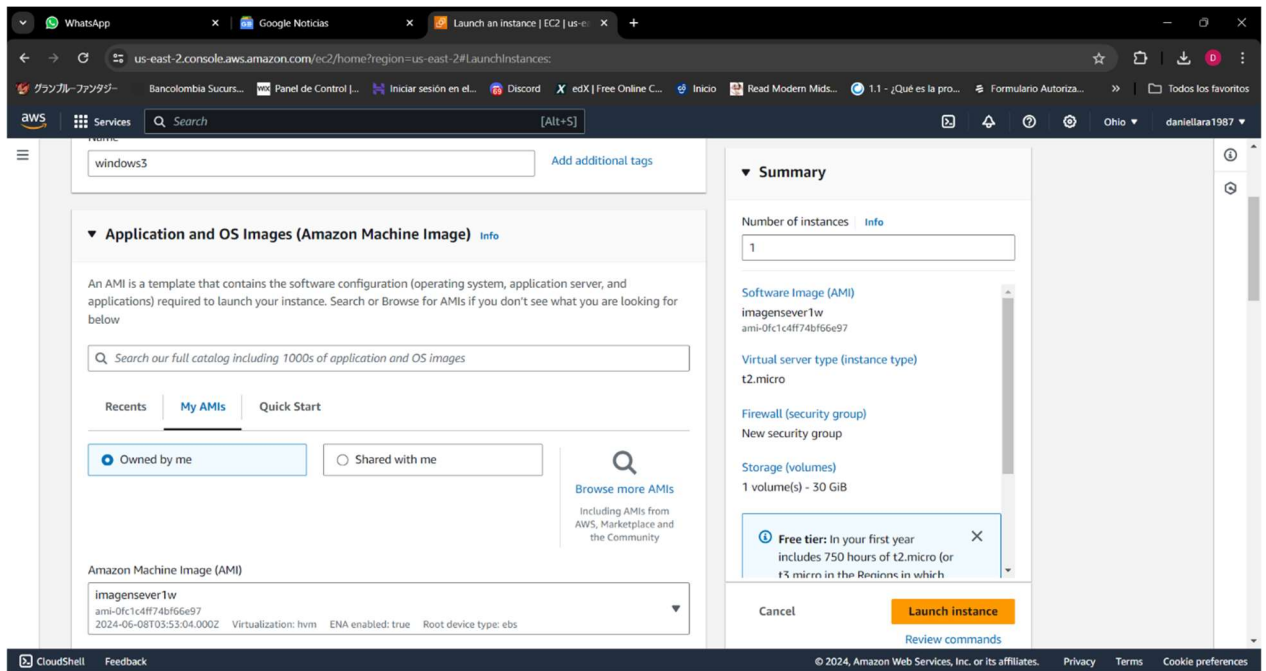 WhatsApp
Google Noticias
Launch an instance | EC2 | us-e
us-east-2.console.aws.amazon.com/ec2/home?region=us-east-2#LaunchInstances:
グランブルーファンタジー Bancolombia Sucurs... Panel de Control |... Iniciar sesión en el... Discord edX | Free Online C... Inicio Read Modern Mids... 1.1 - ¿Qué es la pro... Formulario Autoriza... » Todos los favoritos
aws Services Search [Alt+S] Ohio daniellara1987
Name
windows3 Add additional tags
Application and OS Images (Amazon Machine Image) Info
An AMI is a template that contains the software configuration (operating system, application server, and
applications) required to launch your instance. Search or Browse for AMIs if you don't see what you are looking for
below
Search our full catalog including 1000s of application and OS images
Recents My AMIs Quick Start
Owned by me Shared with me
Browse more AMIs
Including AMIs from
AWS, Marketplace and
the Community
Amazon Machine Image (AMI)
imagensever1w
ami-0fc1c4ff74bf66e97
2024-06-08T03:53:04.000Z Virtualization: hvm ENA enabled: true Root device type: ebs
Summary
Number of instances Info
1
Software Image (AMI)
imagensever1w
ami-0fc1c4ff74bf66e97
Virtual server type (instance type)
t2.micro
Firewall (security group)
New security group
Storage (volumes)
1 volume(s) - 30 GiB
Free tier: In your first year
includes 750 hours of t2.micro (or
t3.micro in the Regions in which
Cancel Launch instance
Review commands
CloudShell Feedback © 2024, Amazon Web Services, Inc. or its affiliates. Privacy Terms Cookie preferences